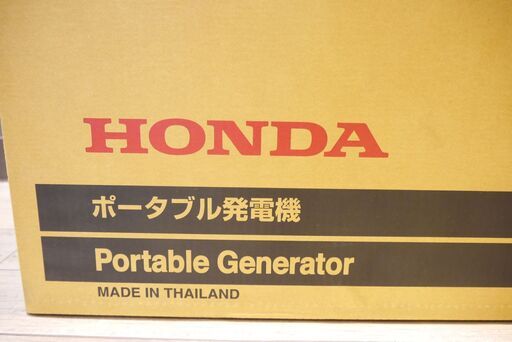 HONDA
ポータブル発電機
Portable Generator
MADE IN THAILAND